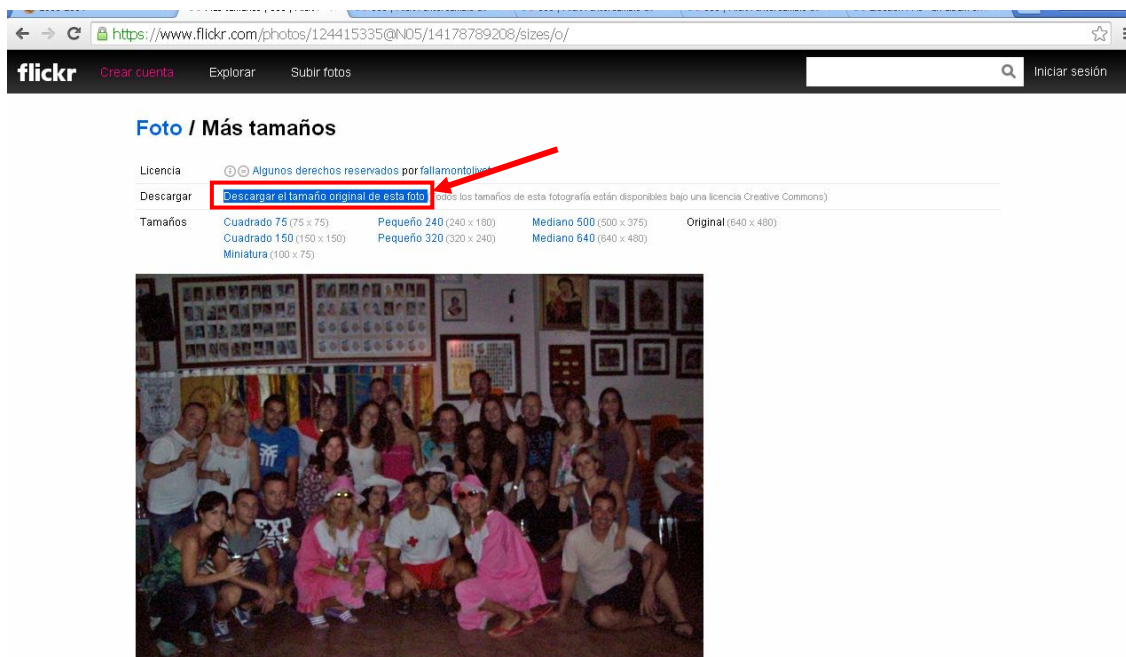 https://www.flickr.com/photos/124415335@N05/14178789208/sizes/o/
flickr Crear cuenta Explorar Subir fotos Iniciar sesión
Foto / Más tamaños
Licencia Algunos derechos reservados por
Descargar Descargar el tamaño original de esta foto los tamaños de esta fotografía están disponibles bajo una licencia Creative Commons)
Tamaños Cuadrado 75 (75 x 75) Pequeño 240 (240 x 180) Mediano 500 (500 x 375) Original (640 x 480)
Cuadrado 150 (150 x 150) Pequeño 320 (320 x 240) Mediano 640 (640 x 480)
Miniatura (100 x 75)